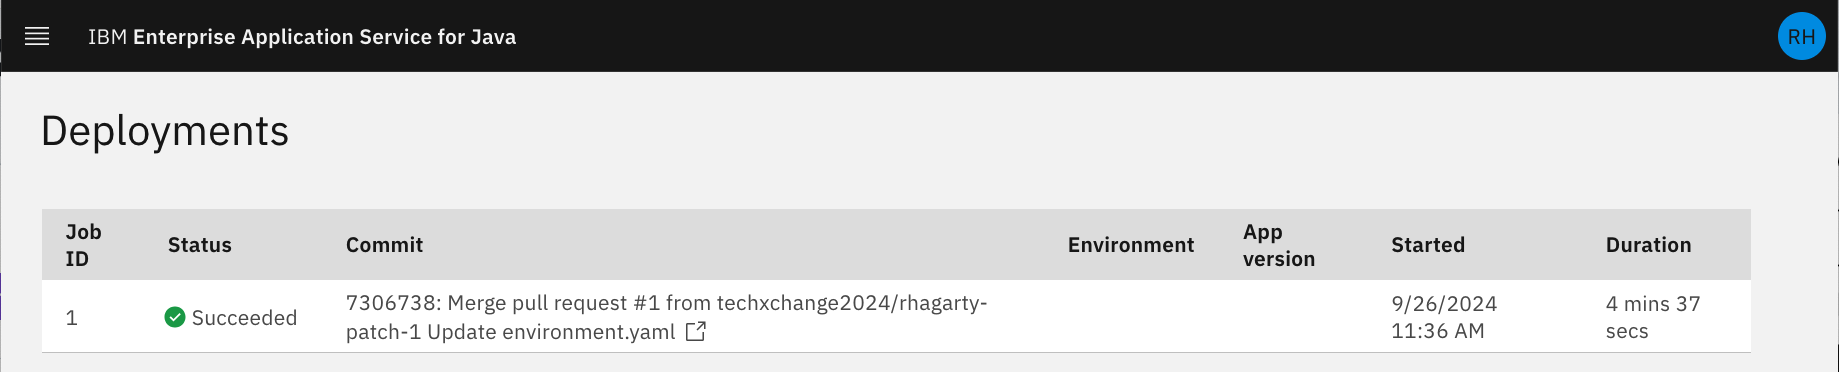 IBM Enterprise Application Service for Java
RH
Deployments
Job ID
Status
Commit
Environment
App version
Started
Duration
1
Succeeded
7306738: Merge pull request #1 from techxchange2024/rhagarty-
patch-1 Update environment.yaml
9/26/2024
11:36 AM
4 mins 37
secs